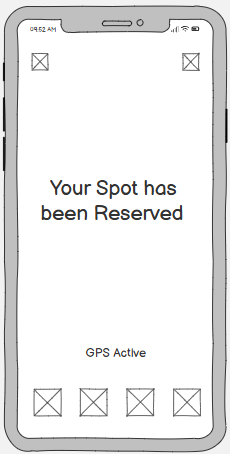 09:52 AM
Your Spot has
been Reserved
GPS Active